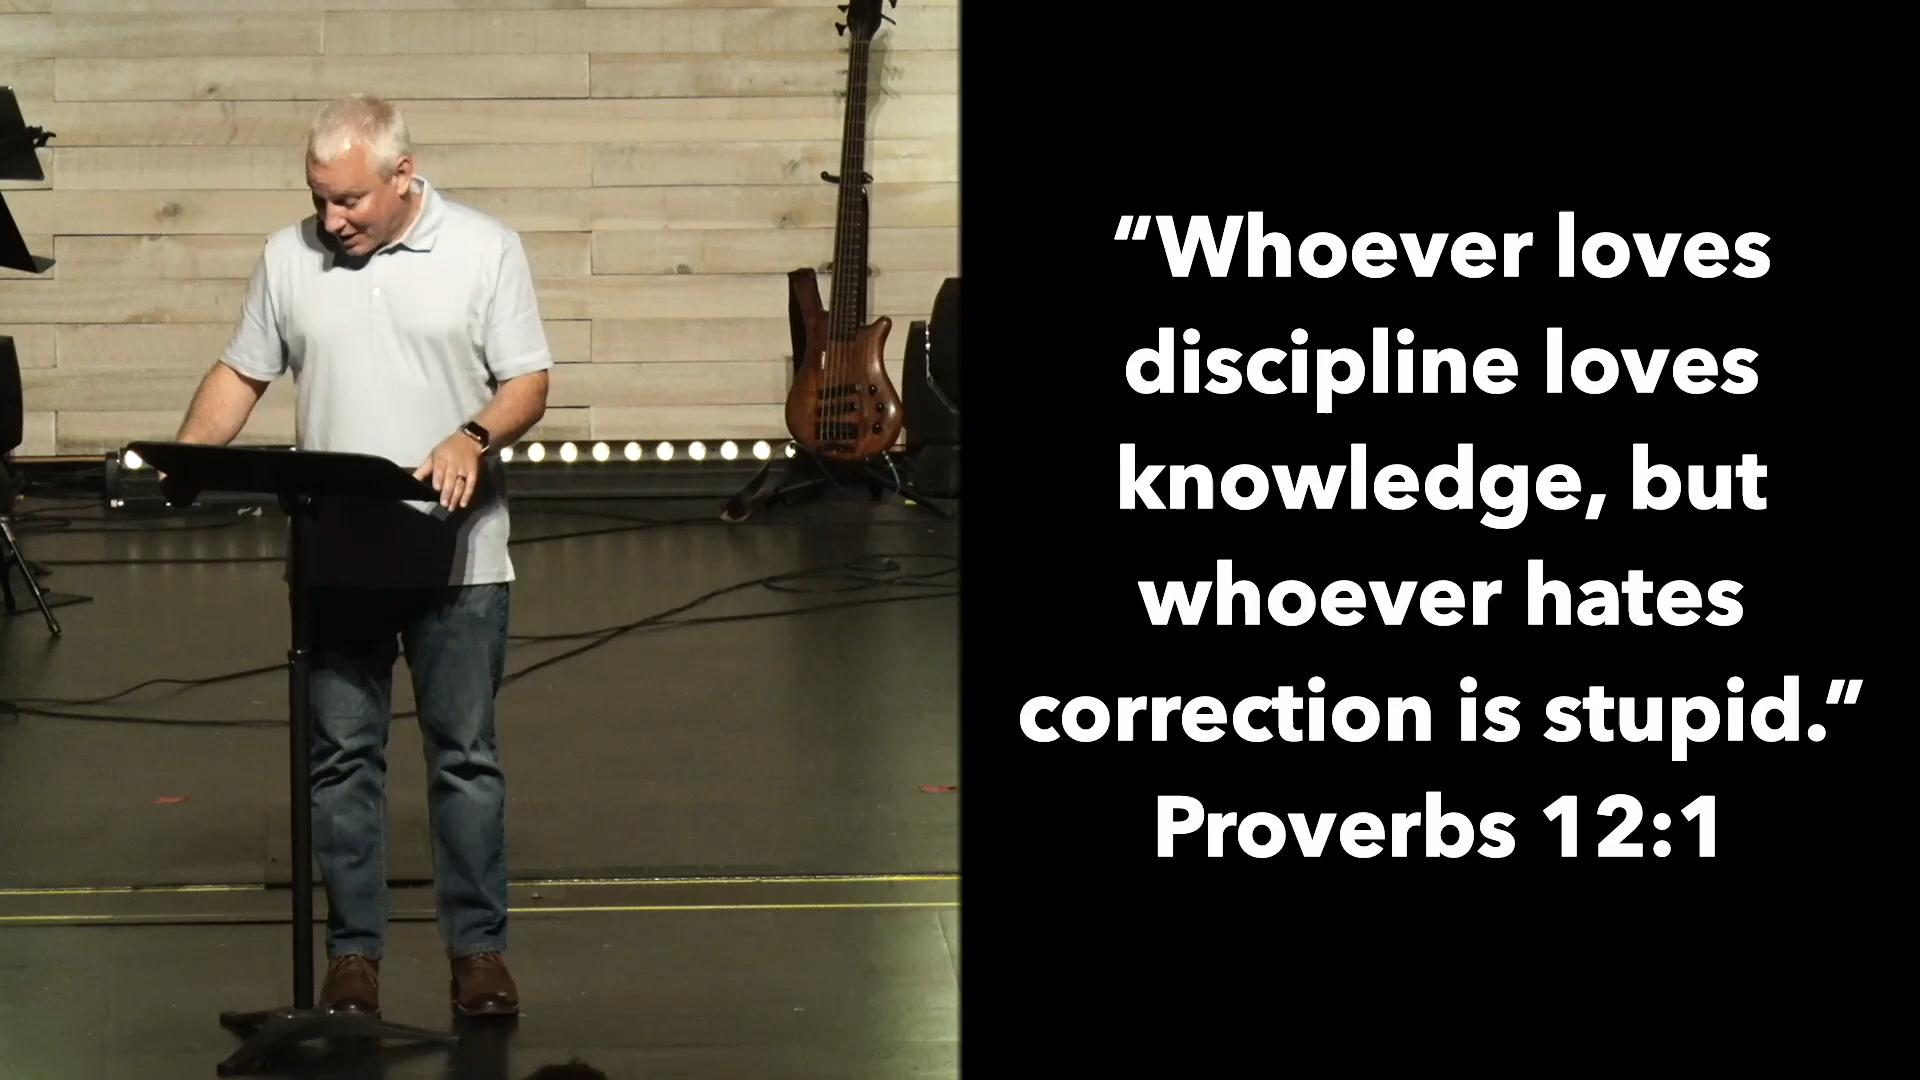 “Whoever loves
discipline loves
knowledge, but
whoever hates
correction is stupid.”
Proverbs 12:1